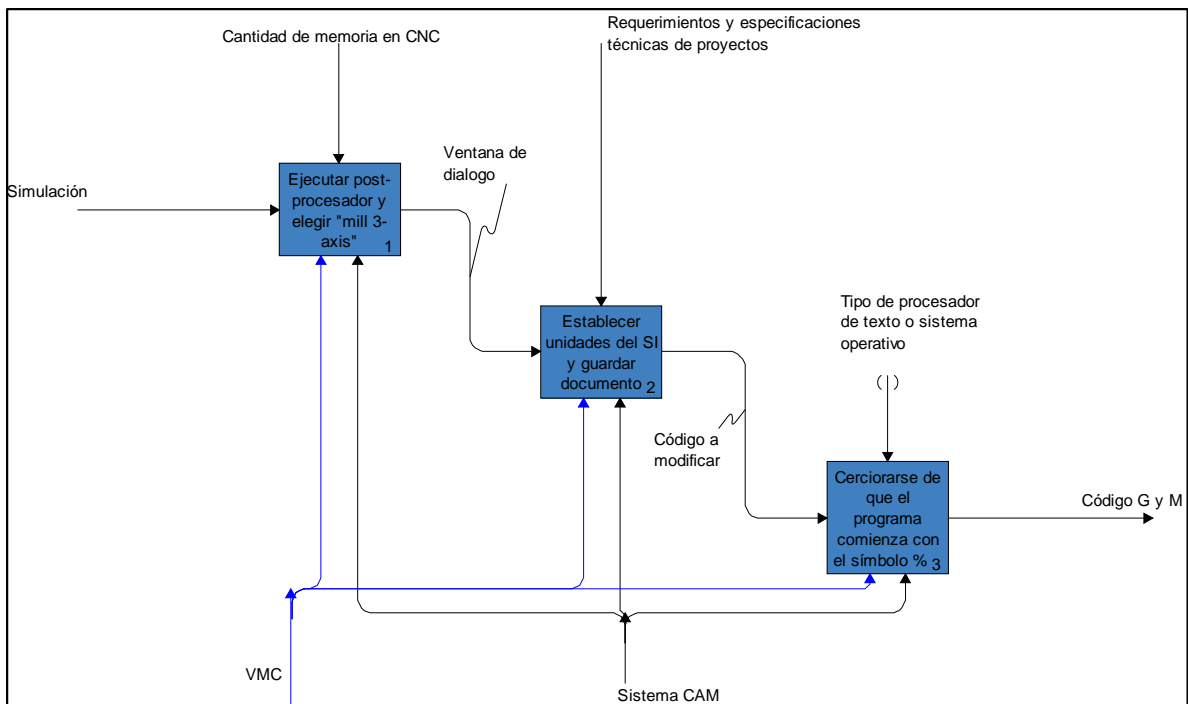 Requerimientos y especificaciones
técnicas de proyectos
Cantidad de memoria en CNC
Ventana de
dialogo
Simulación
Ejecutar post-
procesador y
elegir "mill 3-
axis"
1
Establecer
unidades del SI
y guardar
documento
2
Tipo de procesador
de texto o sistema
operativo
( )
Código a
modificar
Cerciorarse de
que el
programa
comienza con
el símbolo %
3
Código G y M
VMC
Sistema CAM